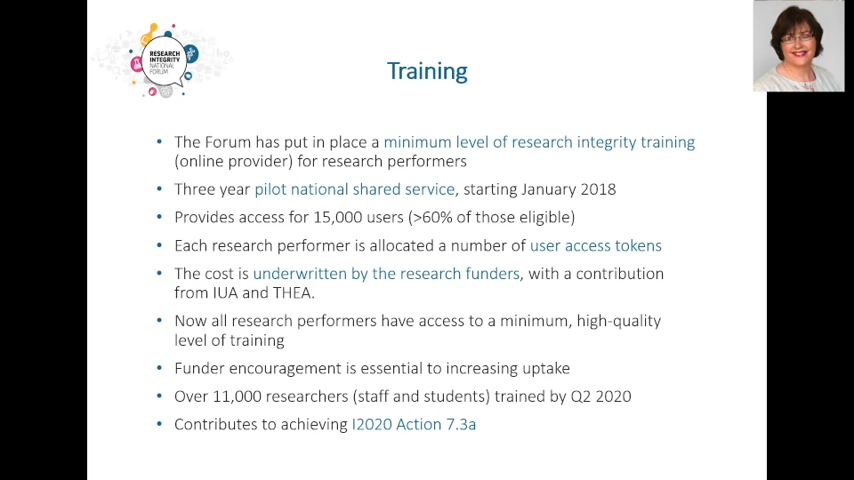 RESEARCH
INTEGRITY
NATIONAL
FORUM
Training
• The Forum has put in place a minimum level of research integrity training
(online provider) for research performers
• Three year pilot national shared service, starting January 2018
• Provides access for 15,000 users (>60% of those eligible)
• Each research performer is allocated a number of user access tokens
• The cost is underwritten by the research funders, with a contribution
from IUA and THEA.
• Now all research performers have access to a minimum, high-quality
level of training
• Funder encouragement is essential to increasing uptake
• Over 11,000 researchers (staff and students) trained by Q2 2020
• Contributes to achieving I2020 Action 7.3a